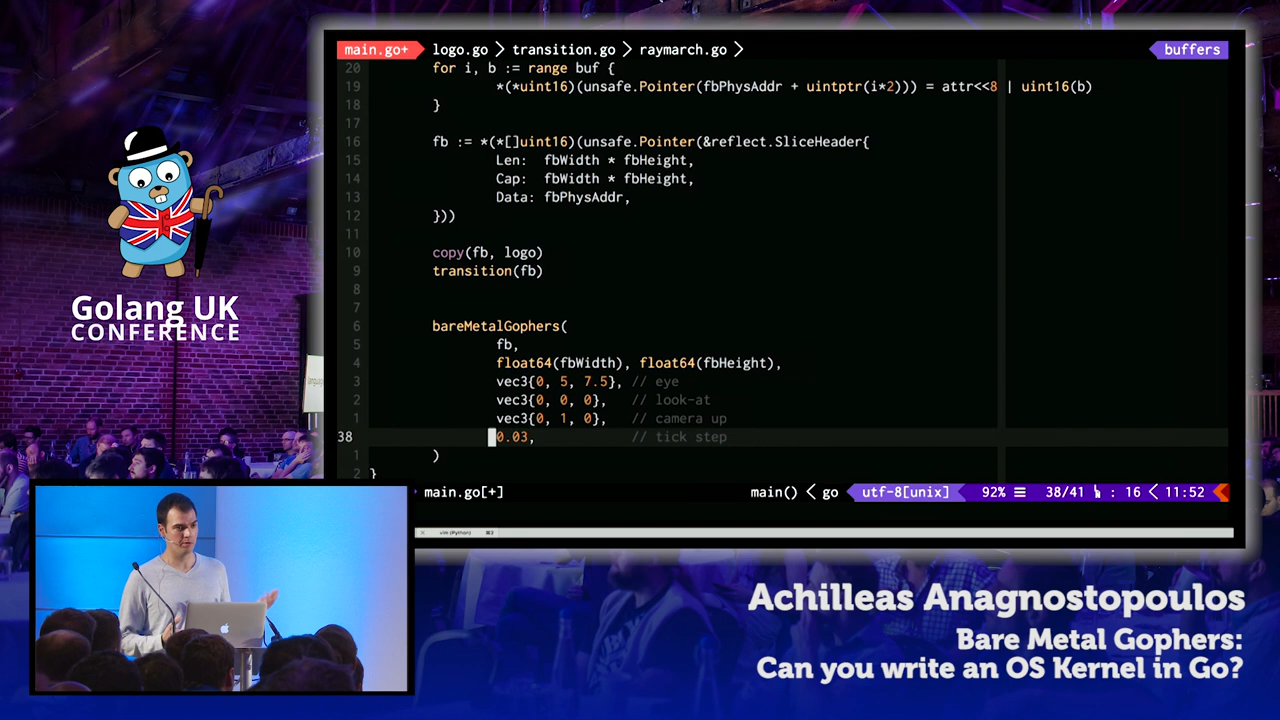 main.go+ logo.go transition.go raymarch.go buffers
20 for i, b := range buf {
19 *(*uint16)(unsafe.Pointer(fbPhysAddr + uintptr(i*2))) = attr<<8 | uint16(b)
18 }
17
16 fb := *(*[]uint16)(unsafe.Pointer(&reflect.SliceHeader{
15 Len: fbWidth * fbHeight,
14 Cap: fbWidth * fbHeight,
13 Data: fbPhysAddr,
12 }))
11
10 copy(fb, logo)
9 transition(fb)
8
7
6 bareMetalGophers(
5 fb,
4 float64(fbWidth), float64(fbHeight),
3 vec3{0, 5, 7.5}, // eye
2 vec3{0, 0, 0}, // look-at
1 vec3{0, 1, 0}, // camera up
38 0.03, // tick step
1 )
2 }
main.go[+] main() < go utf-8[unix] 92% ☰ 38/41 : 16 < 11:52
vim (Python) ⌘2
Golang UK
CONFERENCE
Achilleas Anagnostopoulos
Bare Metal Gophers:
Can you write an OS Kernel in Go?